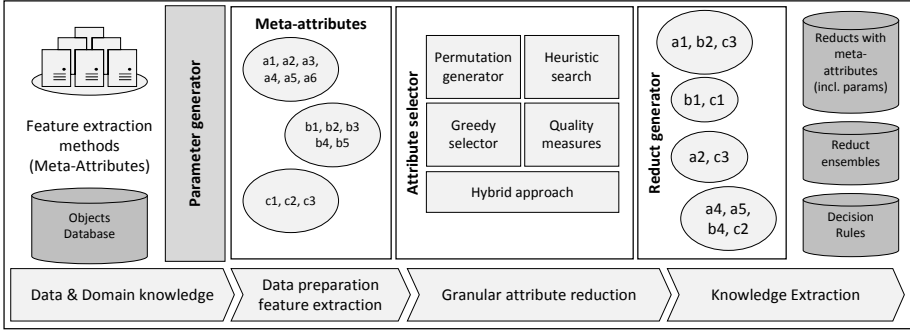 Feature extraction
methods
(Meta-Attributes)
Objects
Database
Parameter generator
Meta-attributes
a1, a2, a3,
a4, a5, a6
b1, b2, b3
b4, b5
c1, c2, c3
Attribute selector
Permutation
generator
Heuristic
search
Greedy
selector
Quality
measures
Hybrid approach
Reduct generator
a1, b2, c3
b1, c1
a2, c3
a4, a5,
b4, c2
Reducts with
meta-
attributes
(incl. params)
Reduct
ensembles
Decision
Rules
Data & Domain knowledge
Data preparation
feature extraction
Granular attribute reduction
Knowledge Extraction